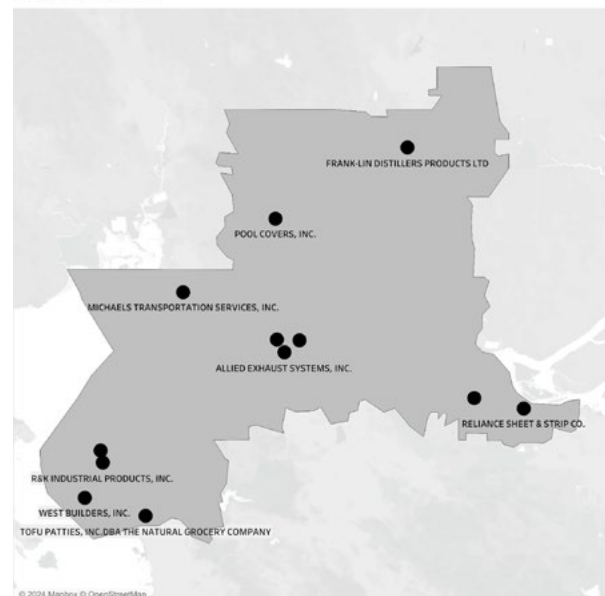 FRANK-LIN DISTILLERS PRODUCTS LTD
POOL COVERS, INC.
MICHAELS TRANSPORTATION SERVICES, INC.
ALLIED EXHAUST SYSTEMS, INC.
RELIANCE SHEET & STRIP CO.
R&K INDUSTRIAL PRODUCTS, INC.
WEST BUILDERS, INC.
TOFU PATTIES, INC.DBA THE NATURAL GROCERY COMPANY
© 2024 Mapbox © OpenStreetMap